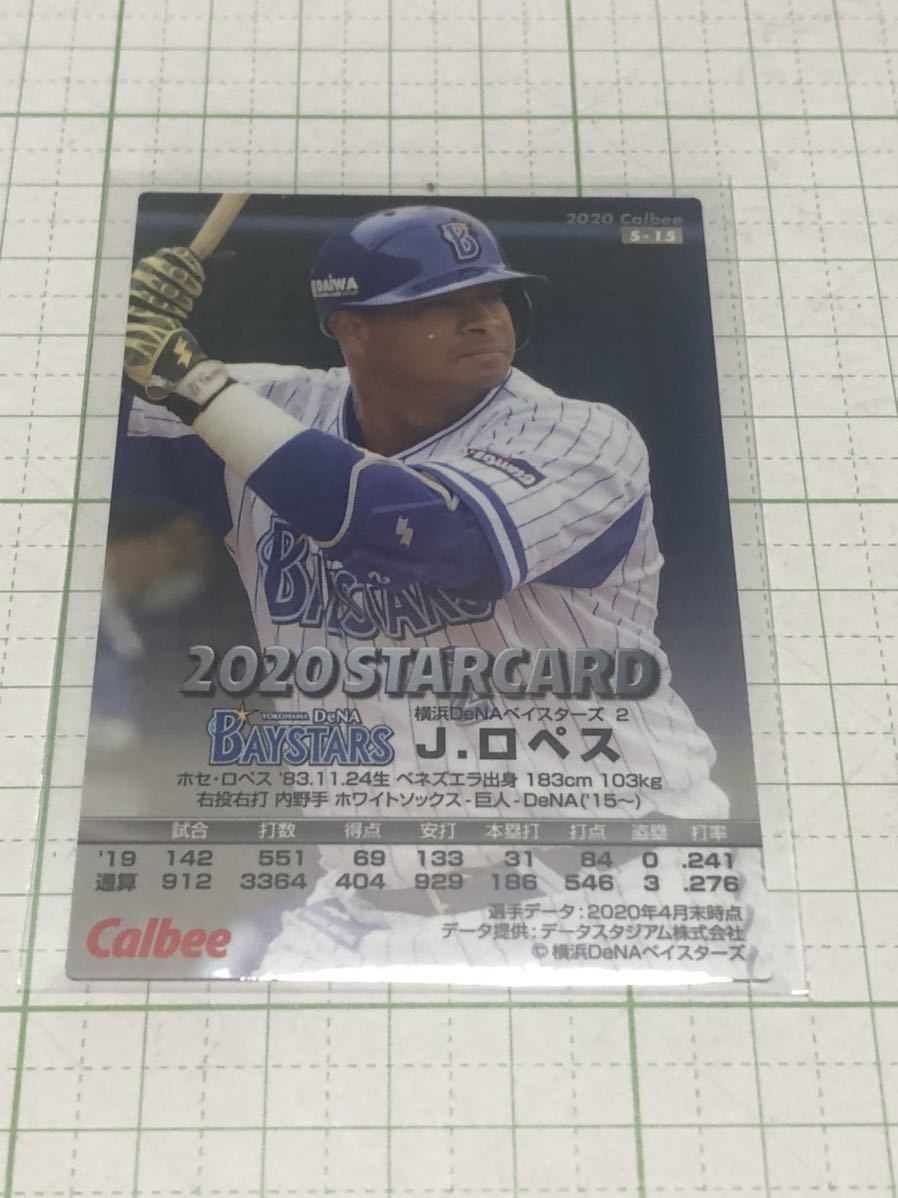 2020 Calbee
S-15
DAIWA
B
BAYSTARS
2020 STARCARD
YOKOHAMA DeNA
BAYSTARS
横浜DeNAベイスターズ 2
J.ロペス
ホセ・ロペス '83.11.24生 ベネズエラ出身 183cm 103kg
右投右打 内野手 ホワイトソックス-巨人-DeNA('15〜)
試合 打数 得点 安打 本塁打 打点 盗塁 打率
'19 142 551 69 133 31 84 0 .241
通算 912 3364 404 929 186 546 3 .276
Calbee
選手データ:2020年4月末時点
データ提供:データスタジアム株式会社
©横浜DeNAベイスターズ